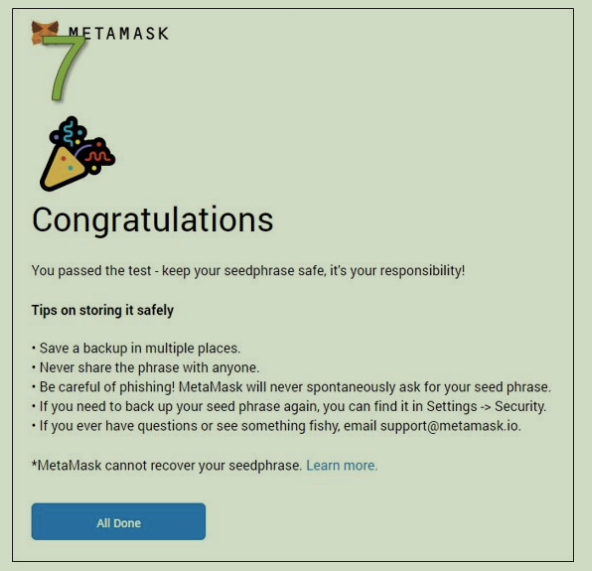 METAMASK
7
Congratulations
You passed the test - keep your seedphrase safe, it's your responsibility!
Tips on storing it safely
• Save a backup in multiple places.
• Never share the phrase with anyone.
• Be careful of phishing! MetaMask will never spontaneously ask for your seed phrase.
• If you need to back up your seed phrase again, you can find it in Settings -> Security.
• If you ever have questions or see something fishy, email support@metamask.io.
*MetaMask cannot recover your seedphrase. Learn more.
All Done